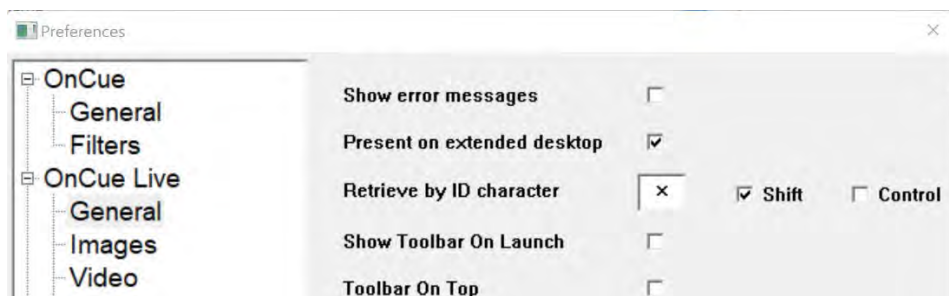 Preferences
OnCue
General
Filters
OnCue Live
General
Images
Video
Show error messages
Present on extended desktop
Retrieve by ID character x Shift Control
Show Toolbar On Launch
Toolbar On Top